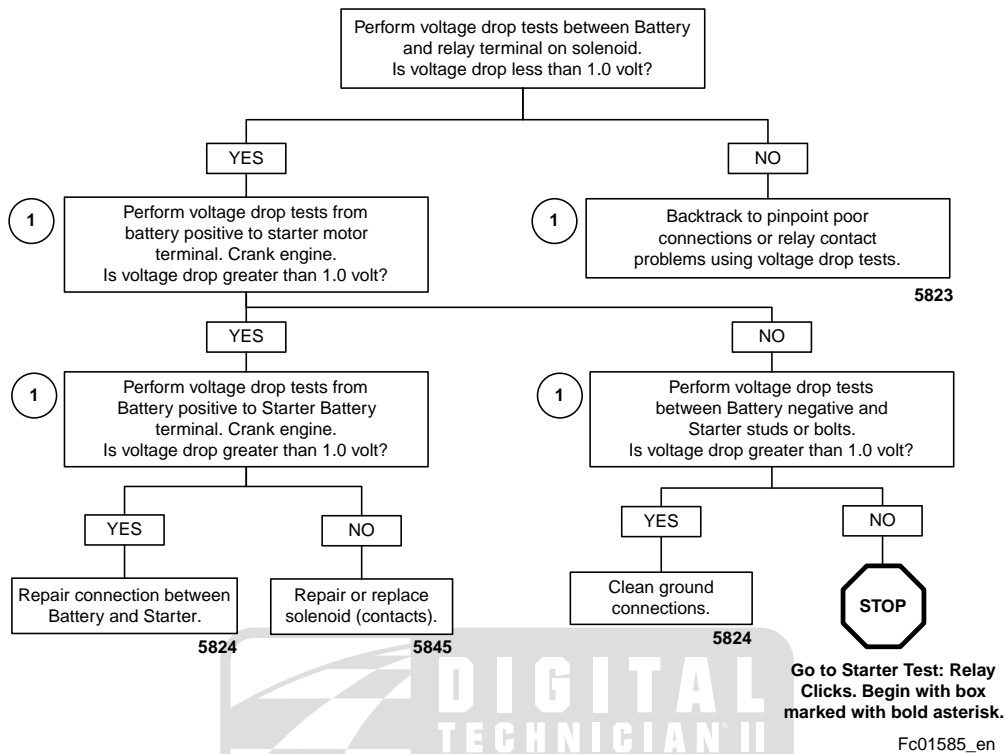 Perform voltage drop tests between Battery
and relay terminal on solenoid.
Is voltage drop less than 1.0 volt?
YES
NO
1
Perform voltage drop tests from
battery positive to starter motor
terminal. Crank engine.
Is voltage drop greater than 1.0 volt?
1
Backtrack to pinpoint poor
connections or relay contact
problems using voltage drop tests.
5823
YES
NO
1
Perform voltage drop tests from
Battery positive to Starter Battery
terminal. Crank engine.
Is voltage drop greater than 1.0 volt?
1
Perform voltage drop tests
between Battery negative and
Starter studs or bolts.
Is voltage drop greater than 1.0 volt?
YES
NO
YES
NO
Repair connection between
Battery and Starter.
5824
Repair or replace
solenoid (contacts).
5845
Clean ground
connections.
5824
STOP
Go to Starter Test: Relay
Clicks. Begin with box
marked with bold asterisk.
DIGITAL
TECHNICIAN® II
Fc01585_en